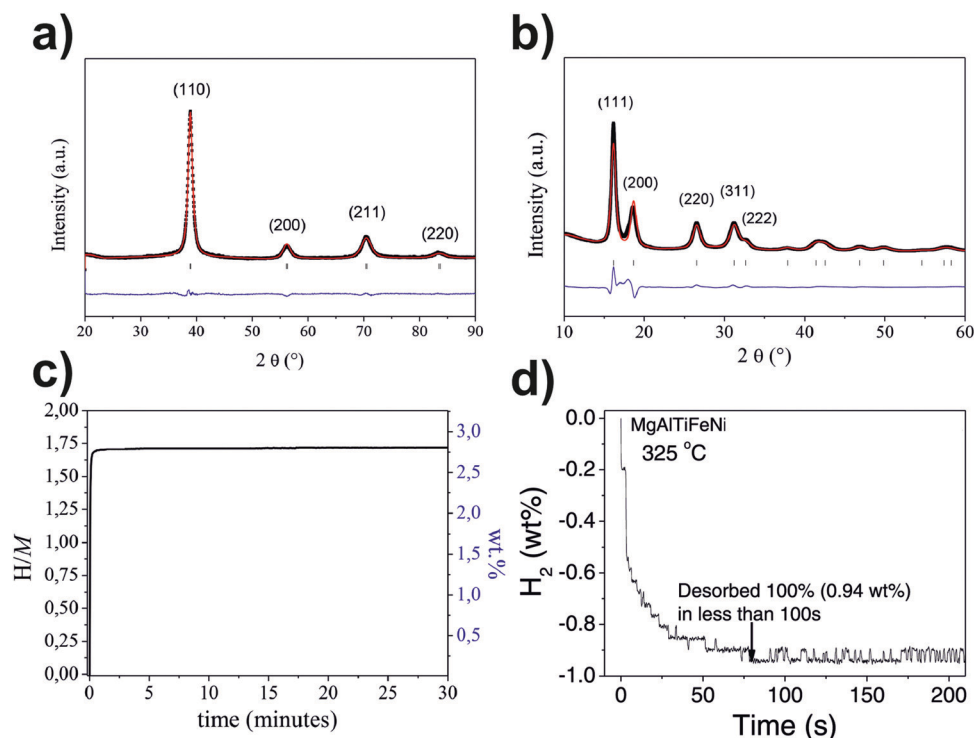 a)
Intensity (a.u.)
(110)
(200)
(211)
(220)
20 30 40 50 60 70 80 90
2 θ (°)
b)
Intensity (a.u.)
(111)
(200)
(220)
(311)
(222)
10 20 30 40 50 60
2 θ (°)
c)
H/M
2,00
1,75
1,50
1,25
1,00
0,75
0,50
0,25
0,00
3,0
2,5
2,0
1,5
1,0
0,5
wt.%
0 5 10 15 20 25 30
time (minutes)
d)
H2 (wt%)
0.0
-0.2
-0.4
-0.6
-0.8
-1.0
MgAlTiFeNi
325 °C
Desorbed 100% (0.94 wt%)
in less than 100s
0 50 100 150 200
Time (s)